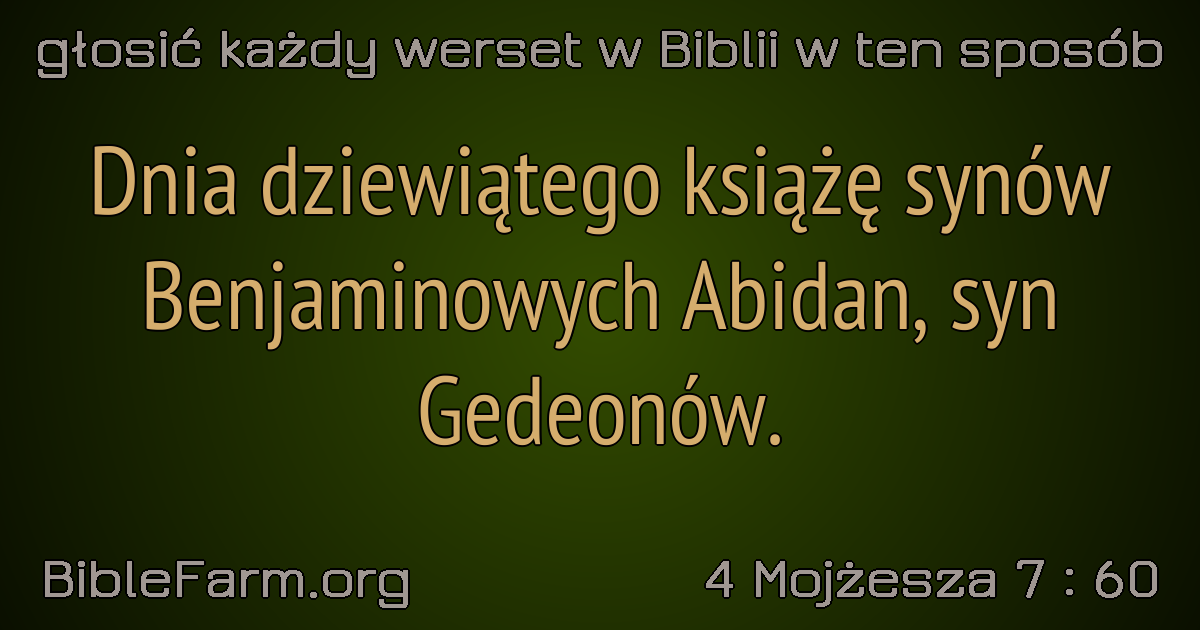 głosić każdy werset w Biblii w ten sposób
Dnia dziewiątego książę synów
Benjaminowych Abidan, syn
Gedeonów.
BibleFarm.org
4 Mojżesza 7 : 60